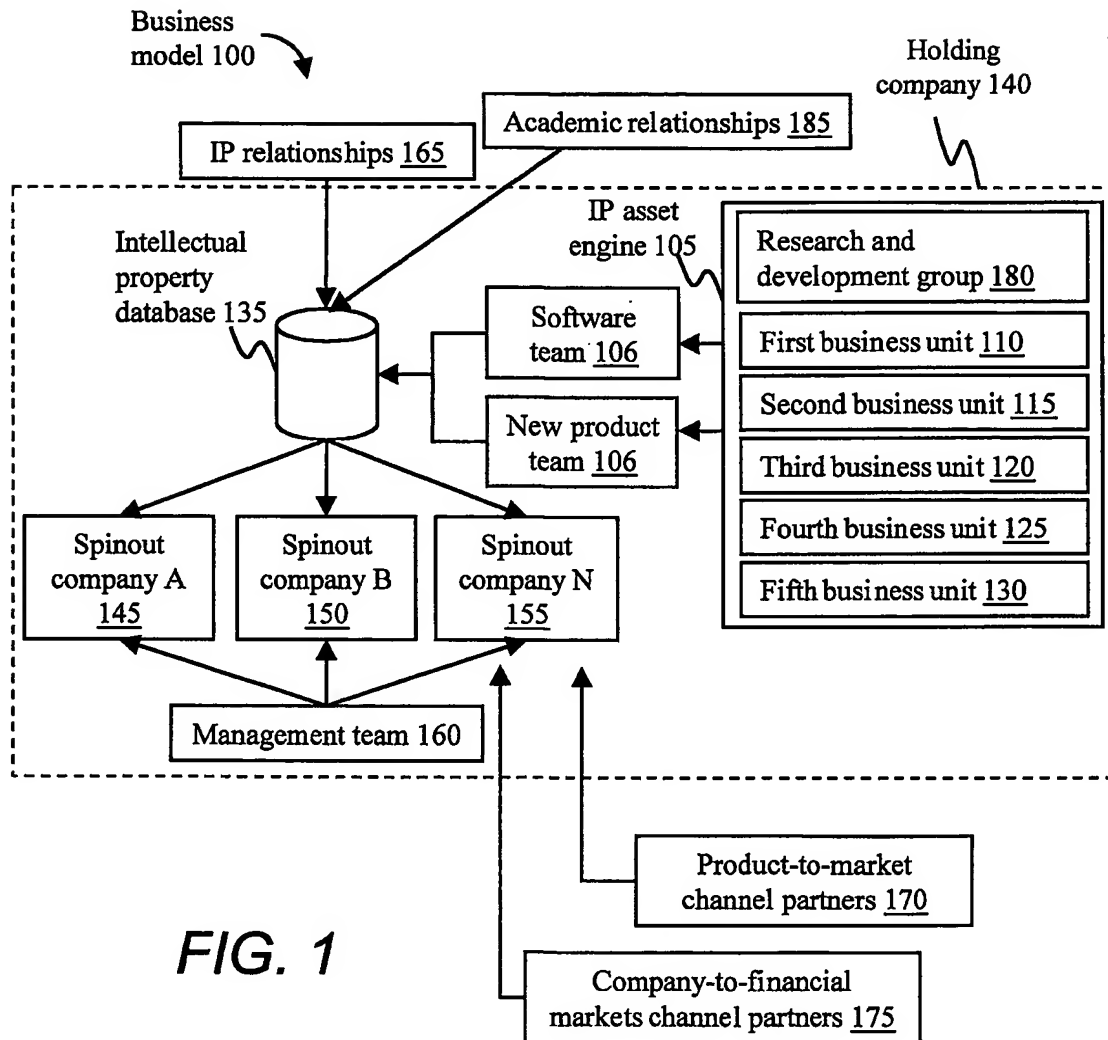 Business
model 100
Holding
company 140
Academic relationships 185
IP relationships 165
IP asset
engine 105
Intellectual
property
database 135
Research and
development group 180
Software
team 106
First business unit 110
Second business unit 115
New product
team 106
Third business unit 120
Fourth business unit 125
Fifth business unit 130
Spinout
company A
145
Spinout
company B
150
Spinout
company N
155
Management team 160
Product-to-market
channel partners 170
FIG. 1
Company-to-financial
markets channel partners 175